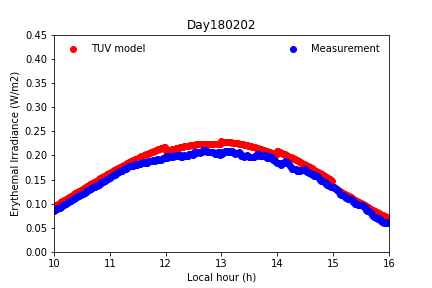 Day180202
TUV model
Measurement
Erythemal Irradiance (W/m2)
0.45
0.40
0.35
0.30
0.25
0.20
0.15
0.10
0.05
0.00
10 11 12 13 14 15 16
Local hour (h)